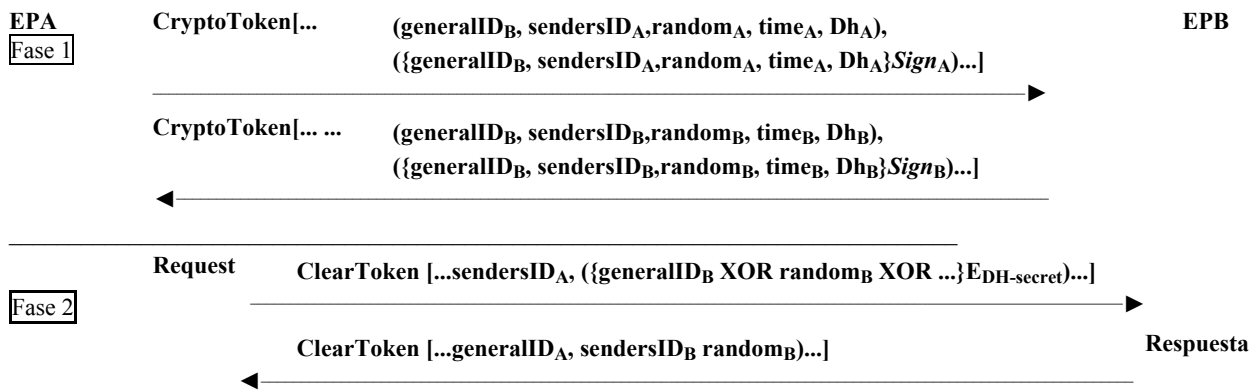 EPA CryptoToken[... (generalIDB, sendersIDA,randomA, timeA, DhA), EPB
Fase 1 ({generalIDB, sendersIDA,randomA, timeA, DhA}SignA)...]
CryptoToken[... ... (generalIDB, sendersIDB,randomB, timeB, DhB),
({generalIDB, sendersIDB,randomB, timeB, DhB}SignB)...]
Request ClearToken [...sendersIDA, ({generalIDB XOR randomB XOR ...}EDH-secret)...]
Fase 2
ClearToken [...generalIDA, sendersIDB randomB)...] Respuesta